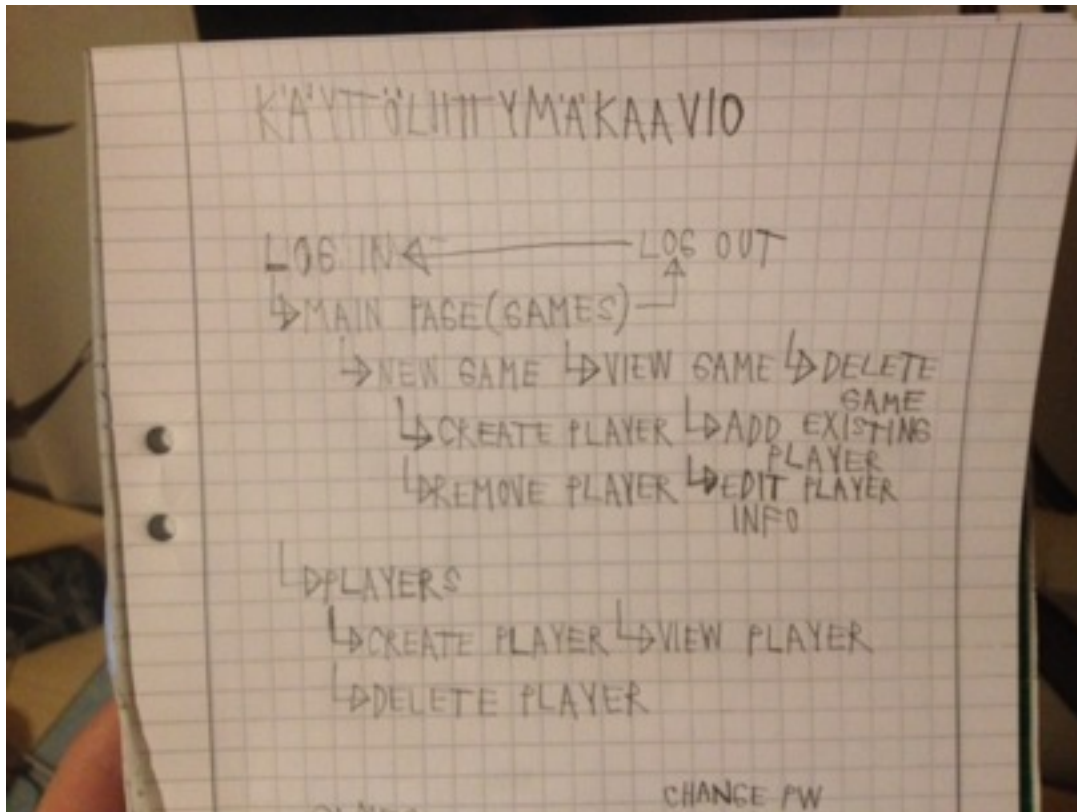 KÄYTTÖLIITTYMÄKAAVIO
LOG IN LOG OUT
MAIN PAGE (GAMES)
NEW GAME VIEW GAME DELETE
GAME
CREATE PLAYER ADD EXISTING
PLAYER
REMOVE PLAYER EDIT PLAYER
INFO
PLAYERS
CREATE PLAYER VIEW PLAYER
DELETE PLAYER
CHANGE PW